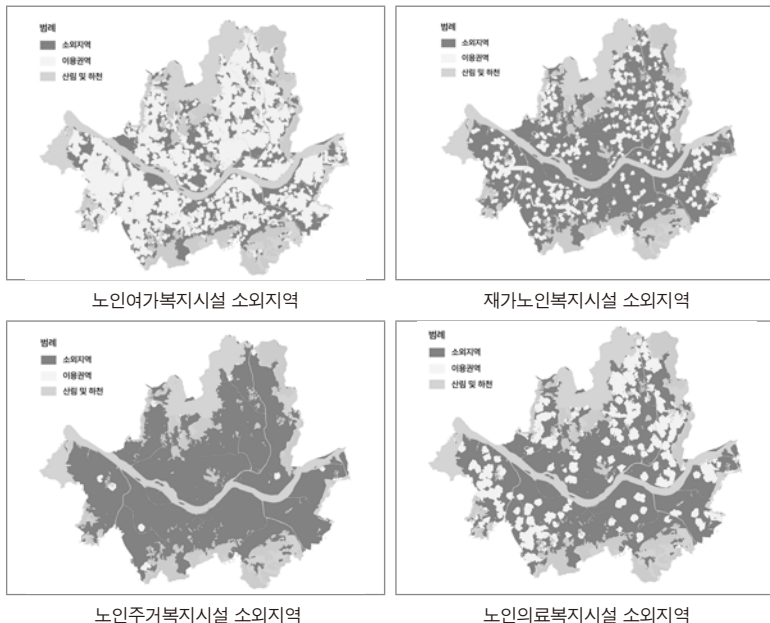 범례
소외지역
이용권역
산림 및 하천
노인여가복지시설 소외지역
범례
소외지역
이용권역
산림 및 하천
재가노인복지시설 소외지역
범례
소외지역
이용권역
산림 및 하천
노인주거복지시설 소외지역
범례
소외지역
이용권역
산림 및 하천
노인의료복지시설 소외지역